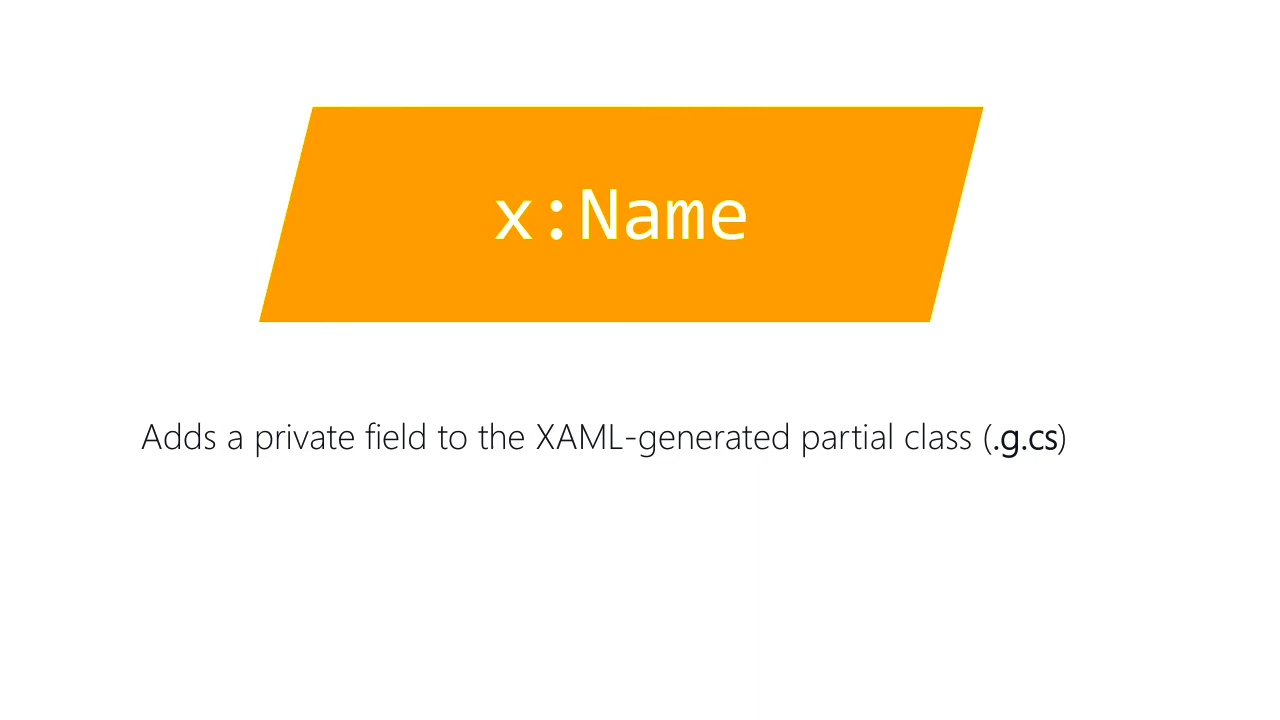 x:Name
Adds a private field to the XAML-generated partial class (.g.cs)